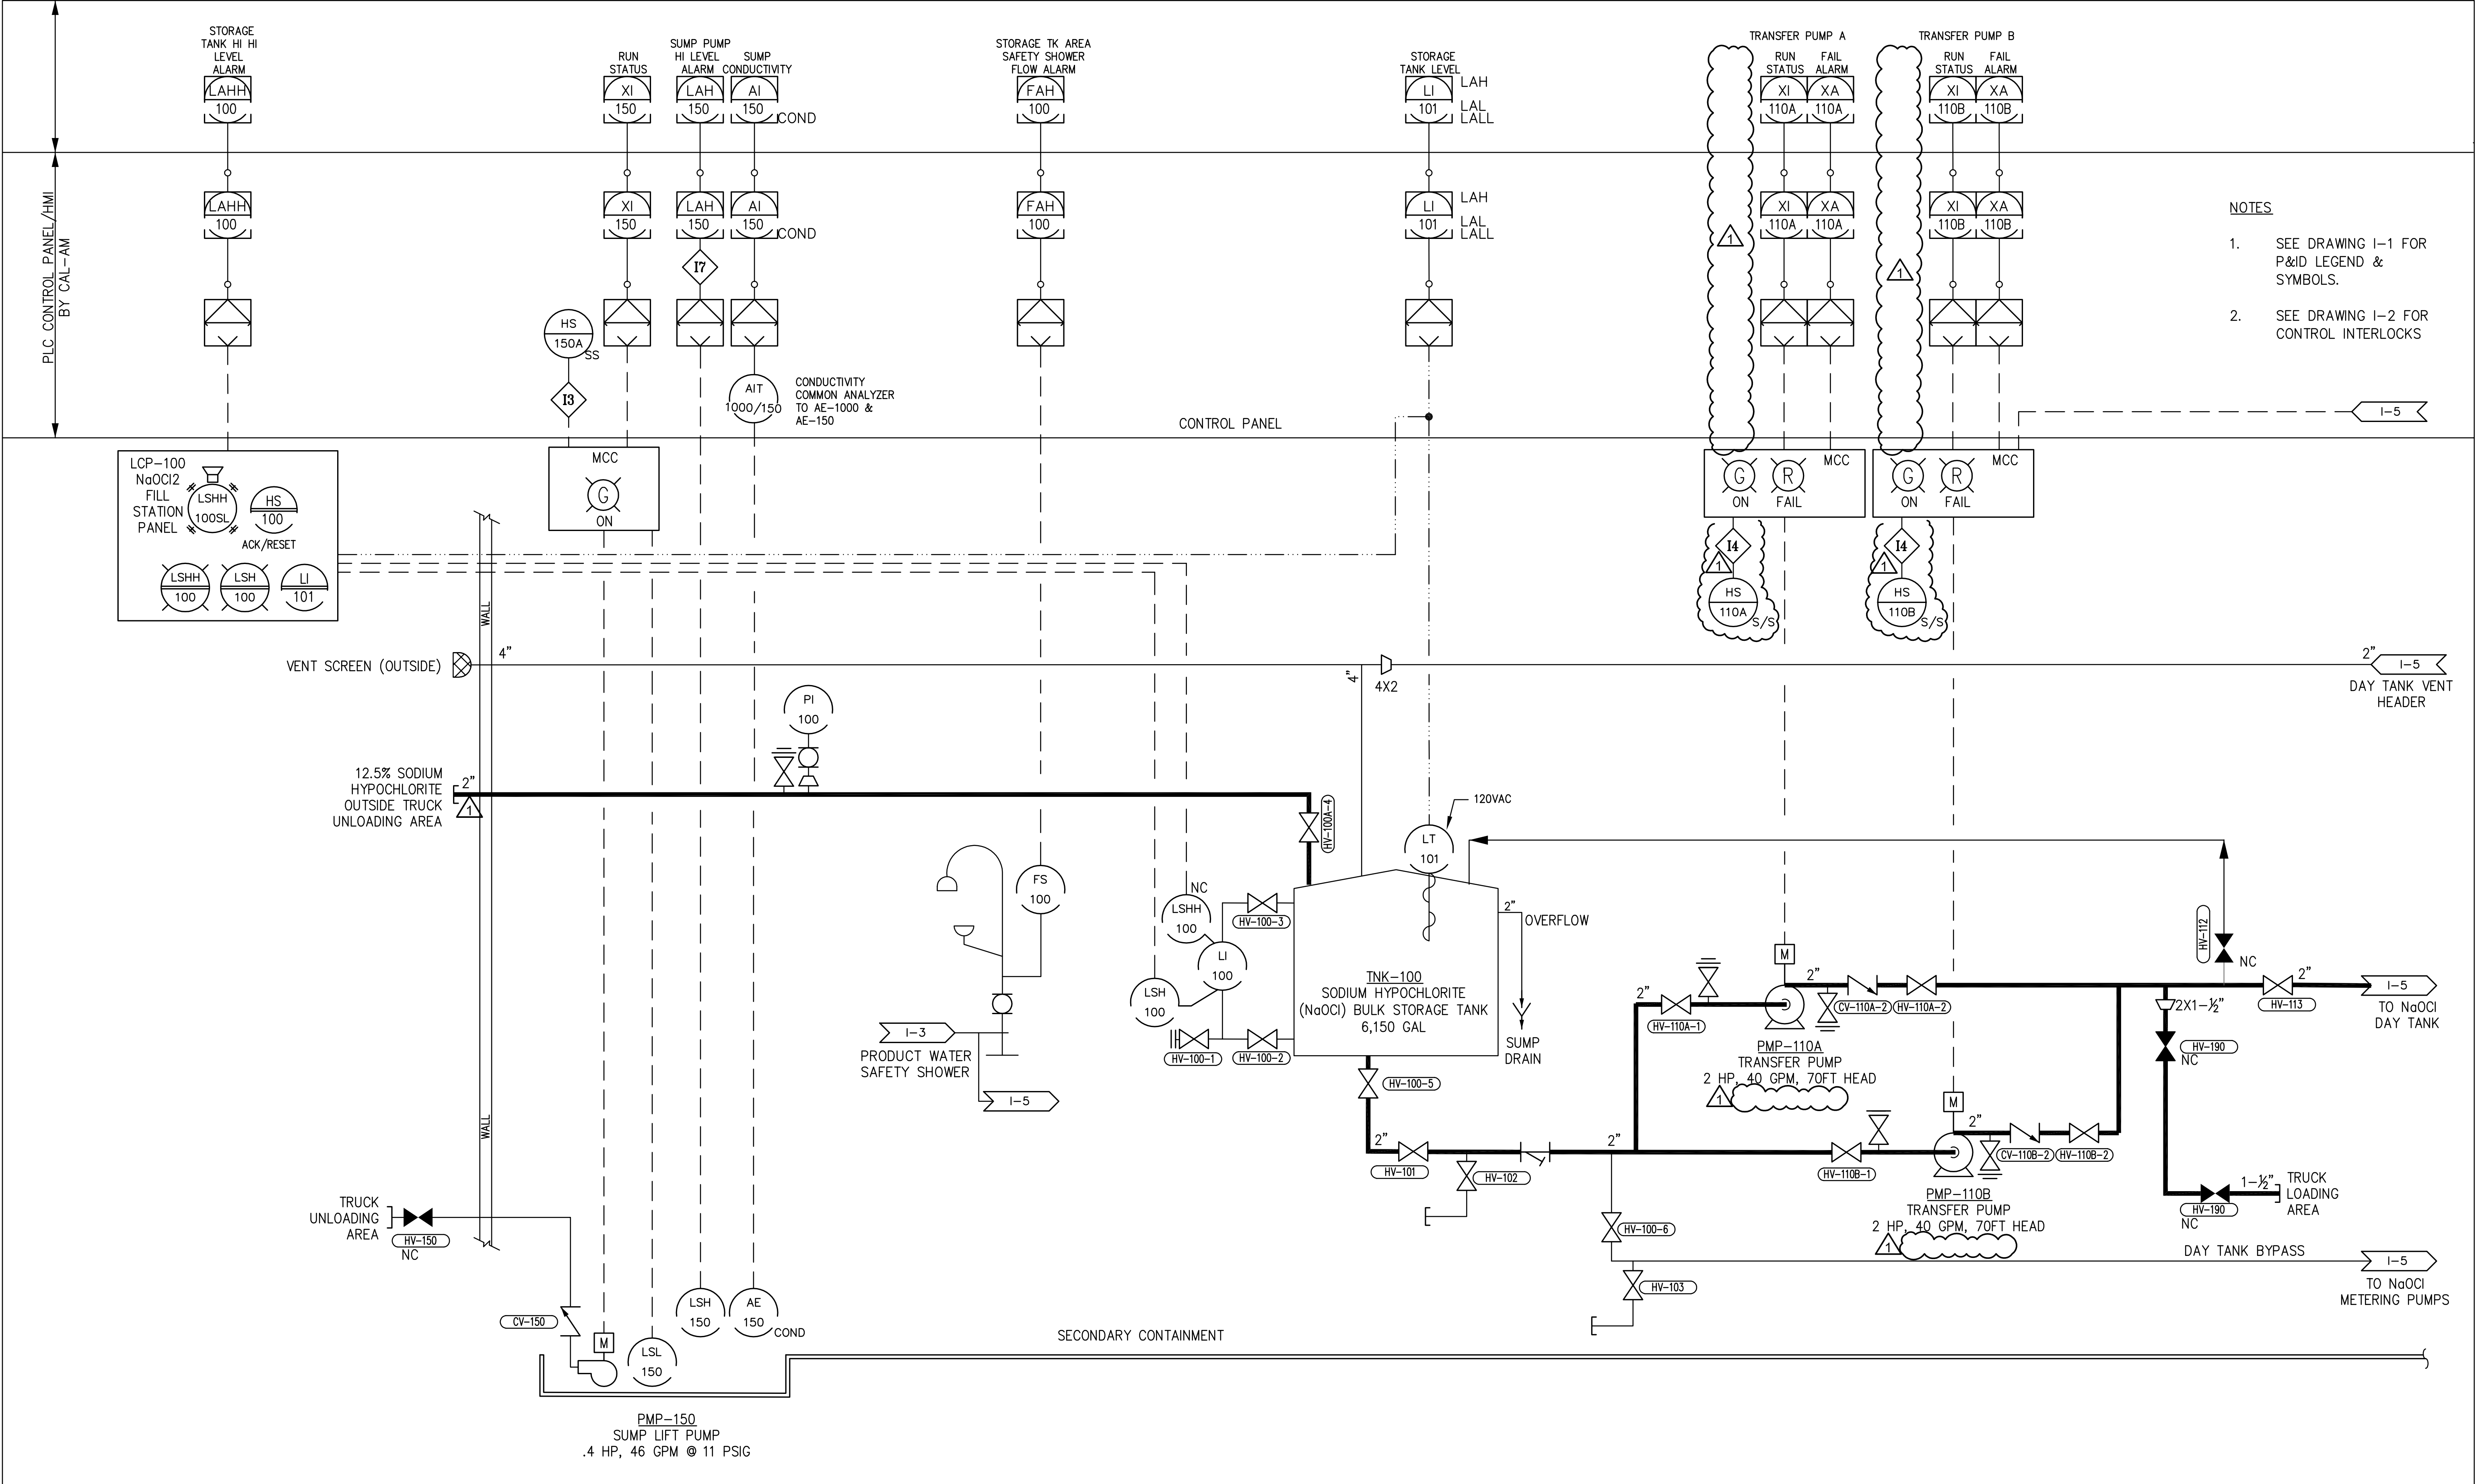 STORAGE
TANK HI HI
LEVEL
ALARM
LAHH
100
RUN
STATUS
XI
150
SUMP PUMP
HI LEVEL
ALARM
LAH
150
SUMP
CONDUCTIVITY
AI
150
COND
STORAGE TK AREA
SAFETY SHOWER
FLOW ALARM
FAH
100
STORAGE
TANK LEVEL
LI
101
LAH
LAL
LALL
TRANSFER PUMP A
RUN
STATUS
XI
110A
FAIL
ALARM
XA
110A
TRANSFER PUMP B
RUN
STATUS
XI
110B
FAIL
ALARM
XA
110B
PLC CONTROL PANEL/HMI
BY CAL-AM
LAHH
100
XI
150
LAH
150
AI
150
COND
FAH
100
LI
101
LAH
LAL
LALL
1
XI
110A
XA
110A
1
XI
110B
XA
110B
NOTES
1. SEE DRAWING I-1 FOR
P&ID LEGEND &
SYMBOLS.
2. SEE DRAWING I-2 FOR
CONTROL INTERLOCKS
I7
HS
150A
SS
I3
AIT
1000/150
CONDUCTIVITY
COMMON ANALYZER
TO AE-1000 &
AE-150
CONTROL PANEL
I-5
LCP-100
NaOCl2
FILL
STATION
PANEL
LSHH
100SL
HS
100
ACK/RESET
LSHH
100
LSH
100
LI
101
MCC
G
ON
G
ON
R
FAIL
MCC
G
ON
R
FAIL
MCC
I4
1
HS
110A
S/S
I4
1
HS
110B
S/S
WALL
VENT SCREEN (OUTSIDE)
4"
4"
4X2
2"
I-5
DAY TANK VENT
HEADER
PI
100
12.5% SODIUM
HYPOCHLORITE
OUTSIDE TRUCK
UNLOADING AREA
2"
1
HV-100A-4
120VAC
LT
101
FS
100
NC
LSHH
100
HV-100-3
LI
100
LSH
100
HV-100-1
HV-100-2
2"
OVERFLOW
SUMP
DRAIN
TNK-100
SODIUM HYPOCHLORITE
(NaOCl) BULK STORAGE TANK
6,150 GAL
I-3
PRODUCT WATER
SAFETY SHOWER
I-5
HV-100-5
2"
HV-101
HV-102
2"
2"
HV-110A-1
M
2"
CV-110A-2
HV-110A-2
PMP-110A
TRANSFER PUMP
2 HP, 40 GPM, 70FT HEAD
1
HV-110B-1
M
2"
CV-110B-2
HV-110B-2
PMP-110B
TRANSFER PUMP
2 HP, 40 GPM, 70FT HEAD
1
HV-112
NC
2"
HV-113
I-5
TO NaOCl
DAY TANK
2X1-½"
HV-190
NC
1-½"
HV-190
NC
TRUCK
LOADING
AREA
HV-100-6
HV-103
DAY TANK BYPASS
I-5
TO NaOCl
METERING PUMPS
WALL
TRUCK
UNLOADING
AREA
HV-150
NC
CV-150
M
LSL
150
LSH
150
AE
150
COND
SECONDARY CONTAINMENT
PMP-150
SUMP LIFT PUMP
.4 HP, 46 GPM @ 11 PSIG